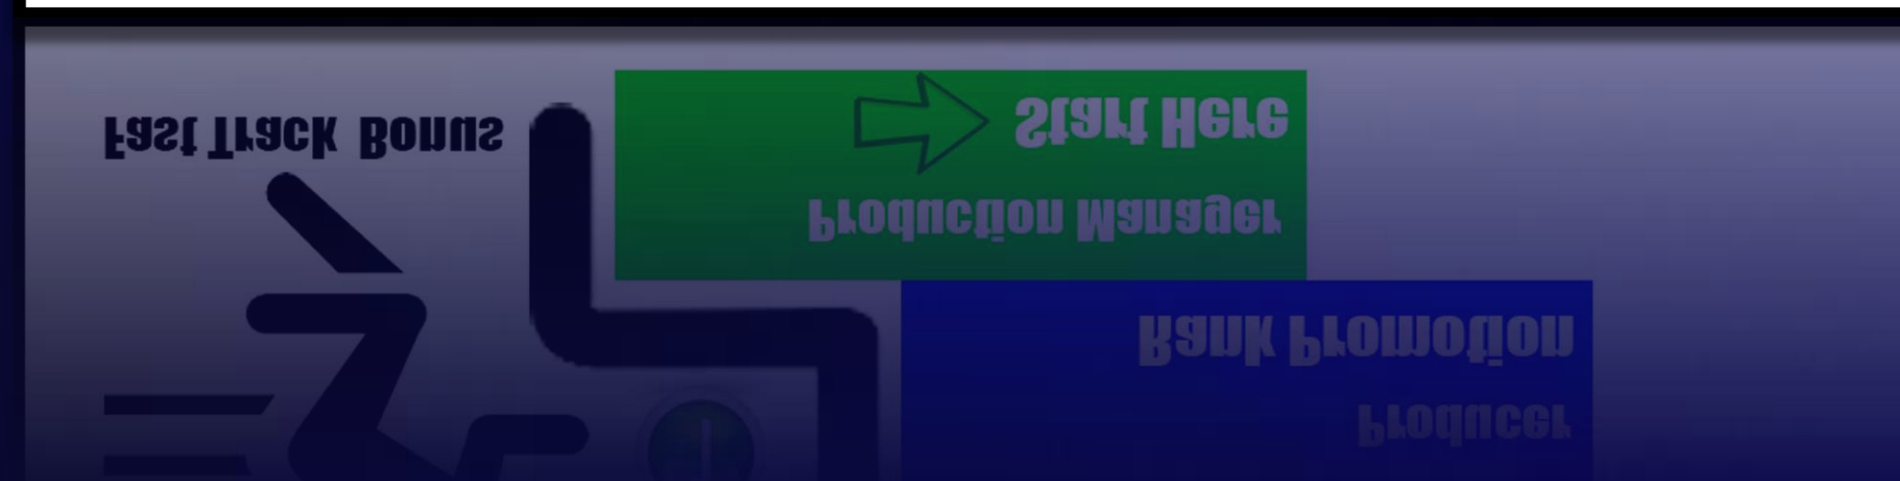 Fast Track Bonus
Start Here
Production Manager
Rank Promotion
Producer